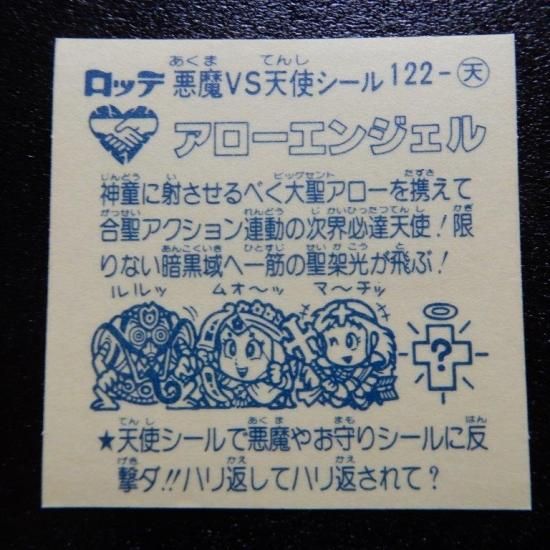 ロッテ 悪魔VS天使シール 122-天
アローエンジェル
神童に射させるべく大聖アローを携えて
合聖アクション連動の次界必達天使!限
りない暗黒域へ一筋の聖架光が飛ぶ!
ルルッ ムオ〜ッ マ〜チッ
?
★天使シールで悪魔やお守りシールに反
撃ダ!!ハリ返してハリ返されて?